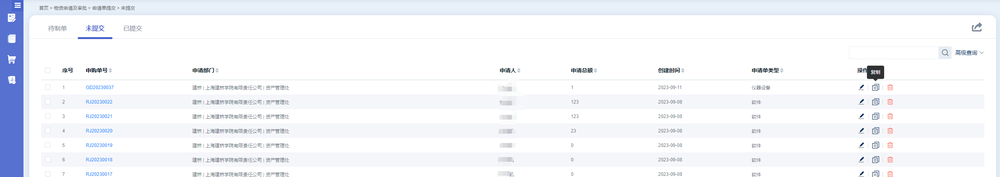 首页 > 物资申请及审批 > 申请单提交 > 未提交
待制单 未提交 已提交
高级查询
复制
序号 申购单号 申请部门 申请人 申请总额 创建时间 申请单类型
1 GD20230037 建桥 | 上海建桥学院有限责任公司 | 资产管理处 1 2023-09-11 仪器设备
2 RJ20230022 建桥 | 上海建桥学院有限责任公司 | 资产管理处 123 2023-09-08 软件
3 RJ20230021 建桥 | 上海建桥学院有限责任公司 | 资产管理处 123 2023-09-08 软件
4 RJ20230020 建桥 | 上海建桥学院有限责任公司 | 资产管理处 23 2023-09-08 软件
5 RJ20230019 建桥 | 上海建桥学院有限责任公司 | 资产管理处 0 2023-09-08 软件
6 RJ20230018 建桥 | 上海建桥学院有限责任公司 | 资产管理处 0 2023-09-08 软件
7 RJ20230017 建桥 | 上海建桥学院有限责任公司 | 资产管理处 凯 0 2023-09-08 软件